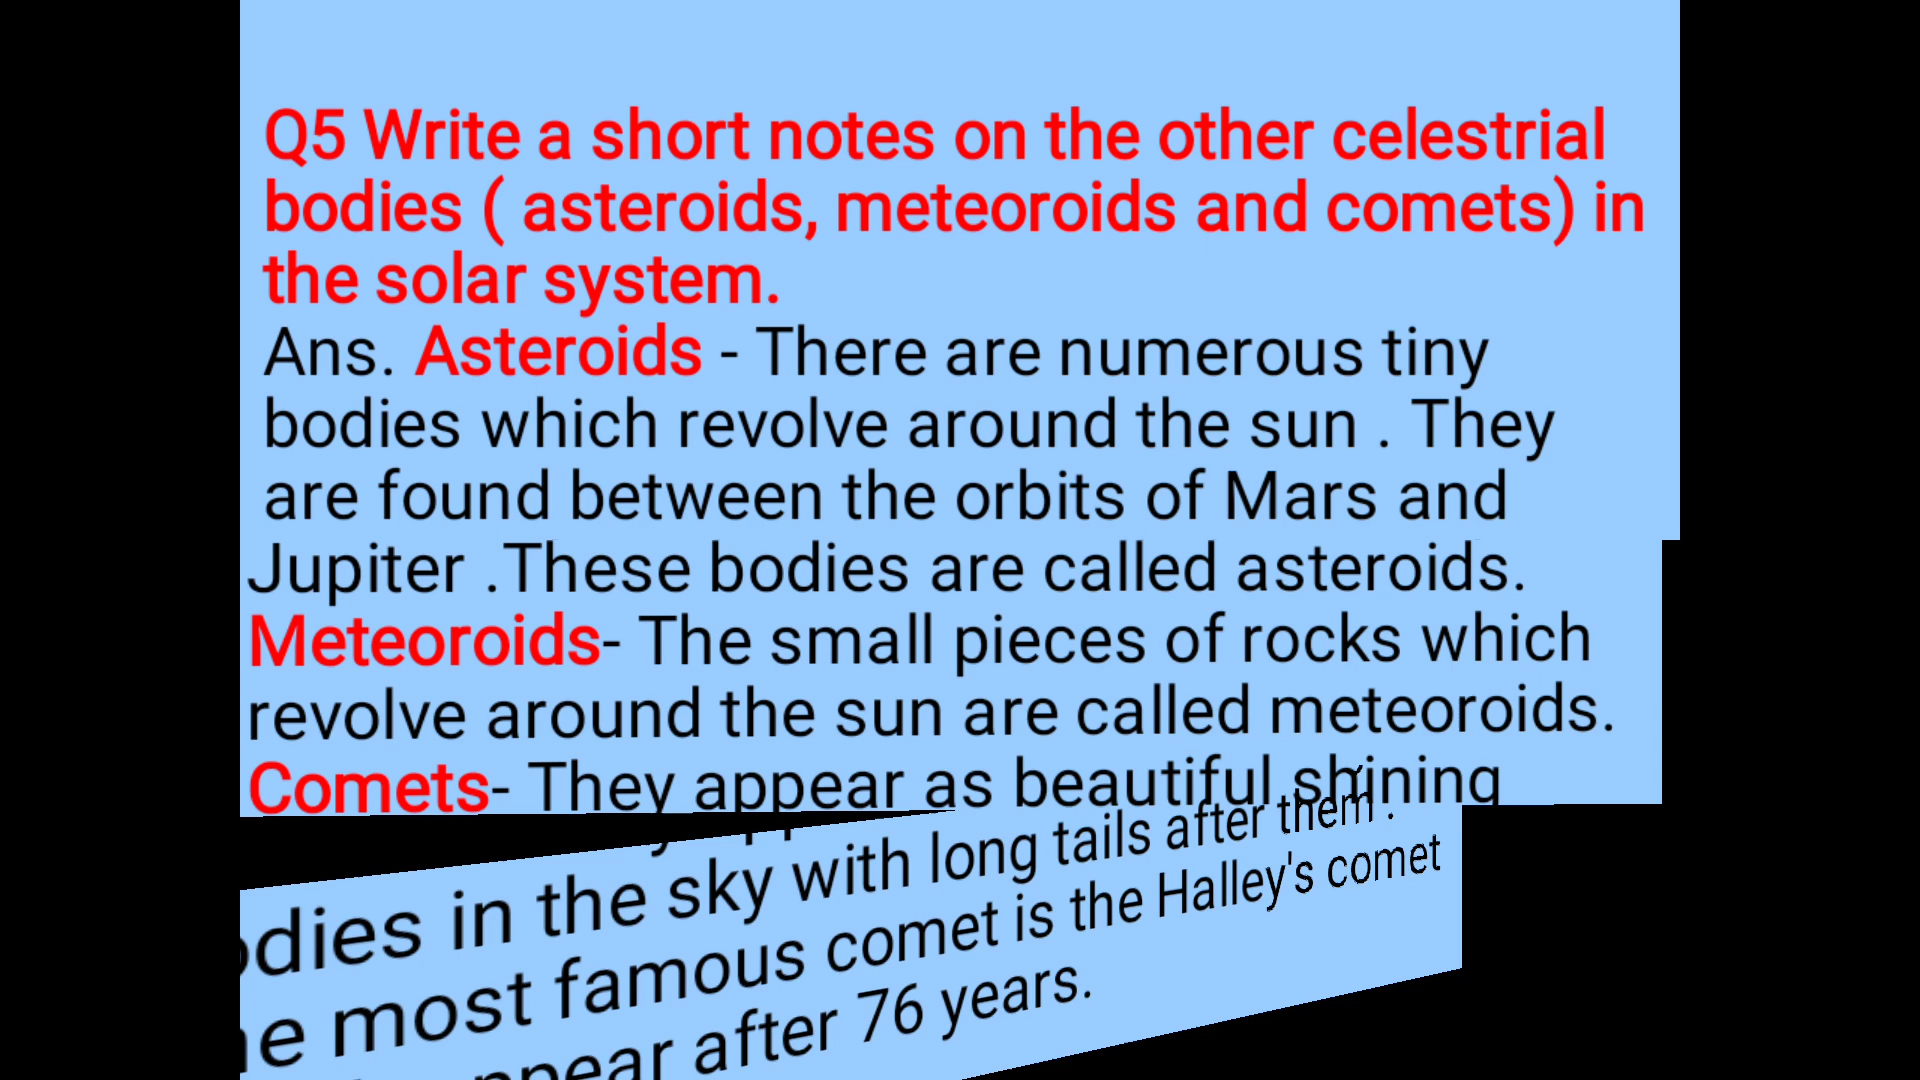 Q5 Write a short notes on the other celestrial
bodies ( asteroids, meteoroids and comets) in
the solar system.
Ans. Asteroids - There are numerous tiny
bodies which revolve around the sun . They
are found between the orbits of Mars and
Jupiter .These bodies are called asteroids.
Meteoroids- The small pieces of rocks which
revolve around the sun are called meteoroids.
Comets- They appear as beautiful shining
in the sky with long tails after them .
most famous comet is the Halley's comet
after 76 years.